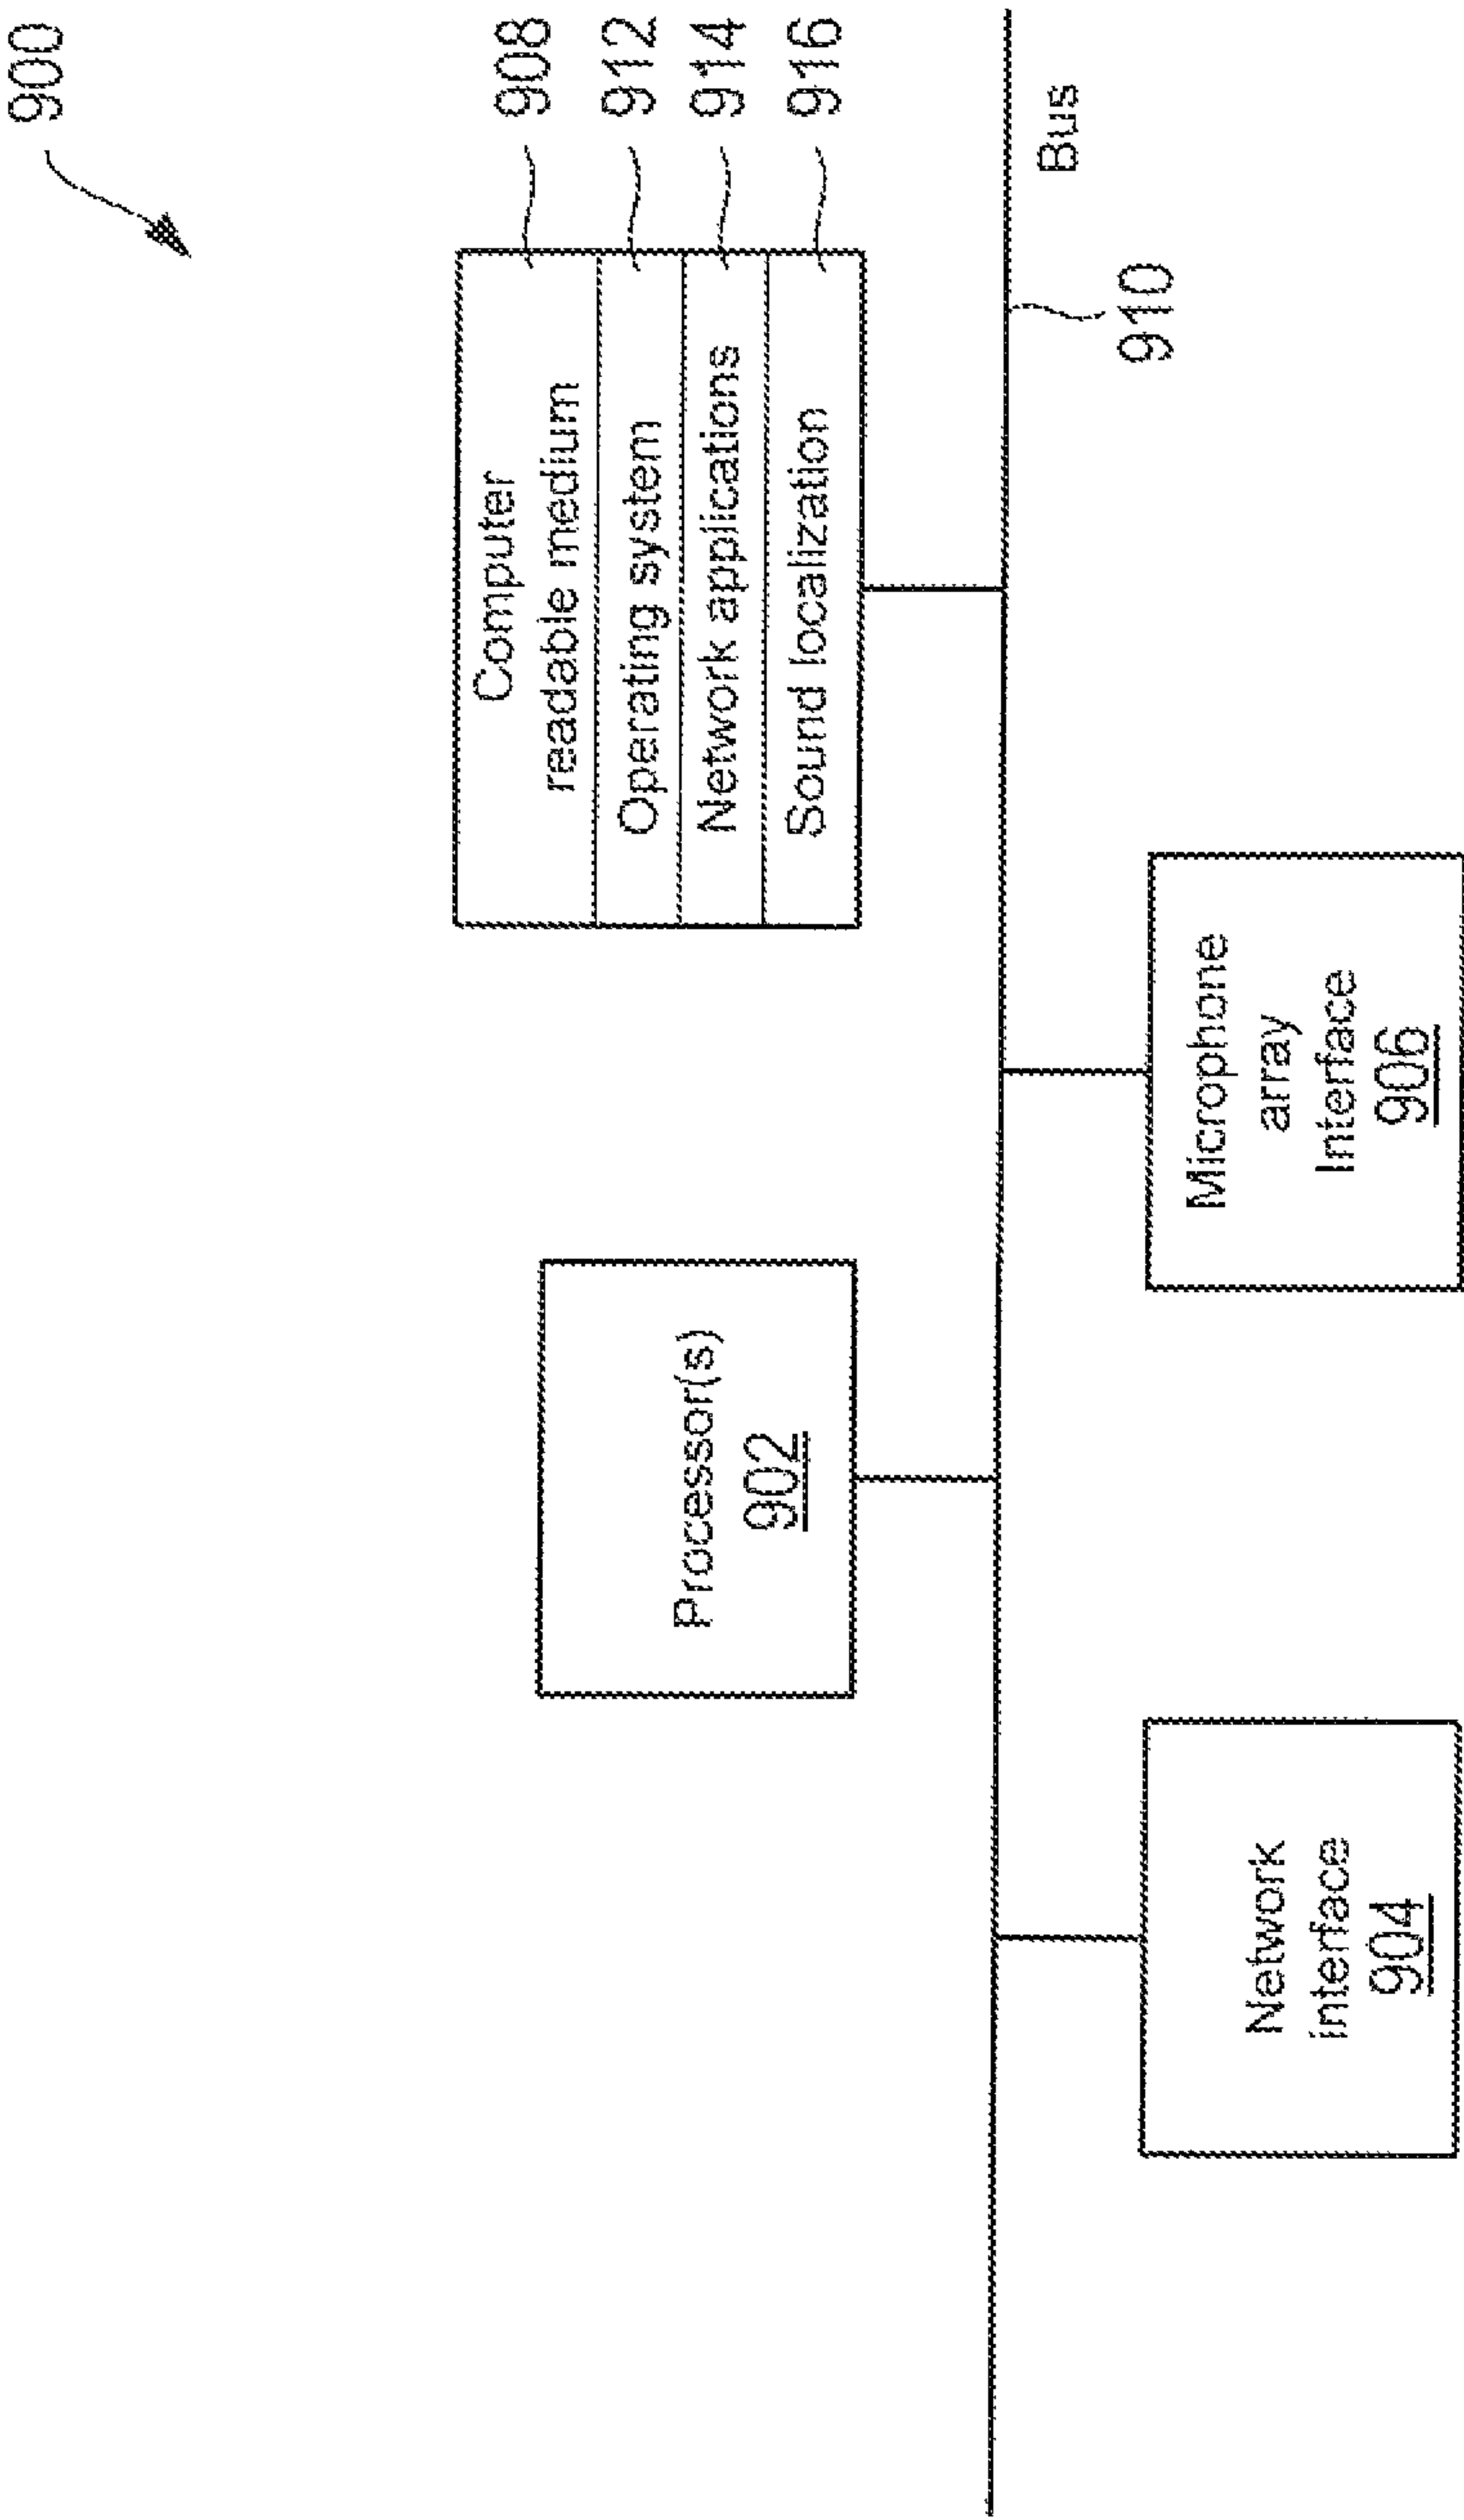 900
Computer
readable medium
908
Operating system
912
Network applications
914
Sound localization
916
Processor(s)
902
Bus
910
Network
interface
904
Microphone
array
Interface
906